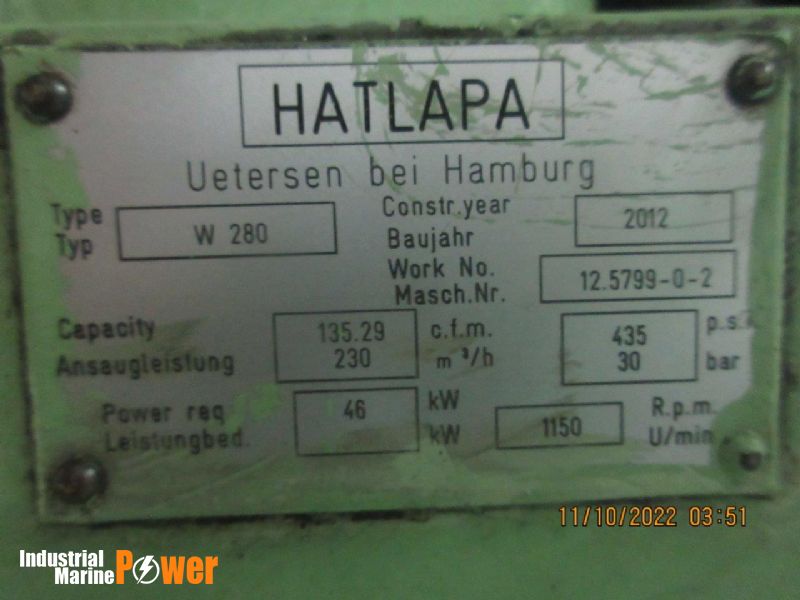 HATLAPA
Uetersen bei Hamburg
Type
Typ
W 280
Constr.year
Baujahr
2012
Work No.
Masch.Nr.
12.5799-0-2
Capacity 135.29 c.f.m. 435 p.s.i
Ansaugleistung 230 m³/h 30 bar
Power req 46 kW
Leistungbed. kW
1150
R.p.m.
U/min
11/10/2022 03:51
Industrial
Marine Power